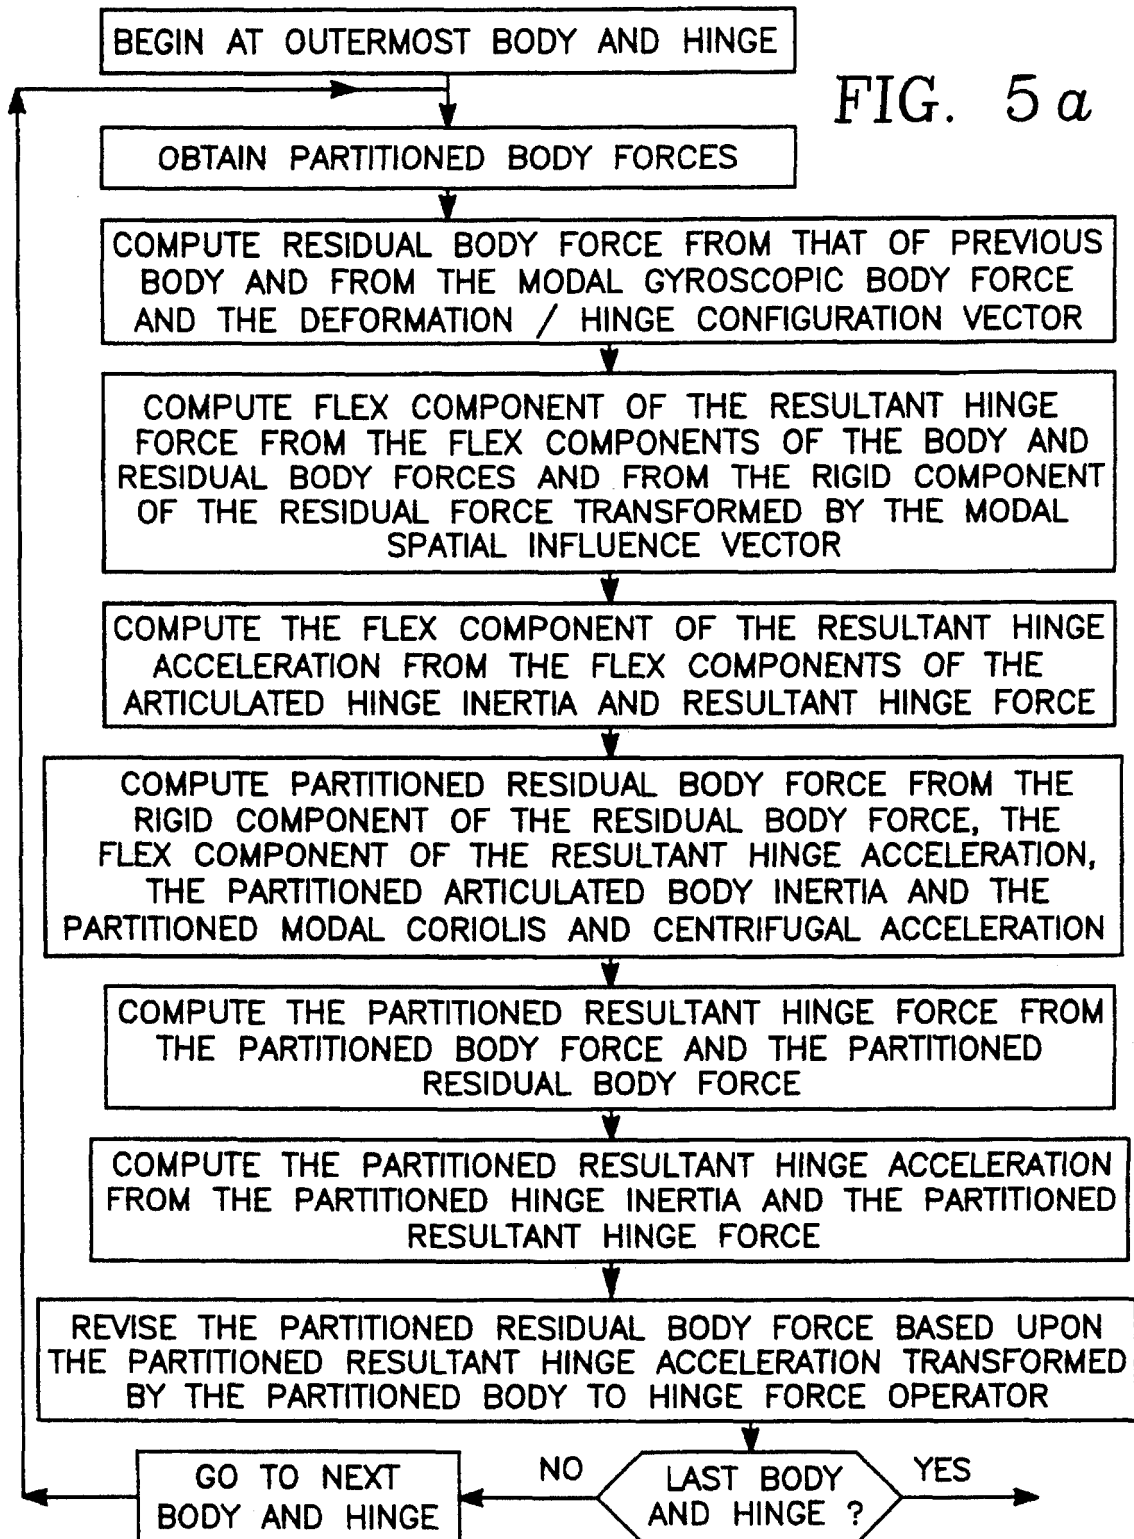 BEGIN AT OUTERMOST BODY AND HINGE
FIG. 5a
OBTAIN PARTITIONED BODY FORCES
COMPUTE RESIDUAL BODY FORCE FROM THAT OF PREVIOUS
BODY AND FROM THE MODAL GYROSCOPIC BODY FORCE
AND THE DEFORMATION / HINGE CONFIGURATION VECTOR
COMPUTE FLEX COMPONENT OF THE RESULTANT HINGE
FORCE FROM THE FLEX COMPONENTS OF THE BODY AND
RESIDUAL BODY FORCES AND FROM THE RIGID COMPONENT
OF THE RESIDUAL FORCE TRANSFORMED BY THE MODAL
SPATIAL INFLUENCE VECTOR
COMPUTE THE FLEX COMPONENT OF THE RESULTANT HINGE
ACCELERATION FROM THE FLEX COMPONENTS OF THE
ARTICULATED HINGE INERTIA AND RESULTANT HINGE FORCE
COMPUTE PARTITIONED RESIDUAL BODY FORCE FROM THE
RIGID COMPONENT OF THE RESIDUAL BODY FORCE, THE
FLEX COMPONENT OF THE RESULTANT HINGE ACCELERATION,
THE PARTITIONED ARTICULATED BODY INERTIA AND THE
PARTITIONED MODAL CORIOLIS AND CENTRIFUGAL ACCELERATION
COMPUTE THE PARTITIONED RESULTANT HINGE FORCE FROM
THE PARTITIONED BODY FORCE AND THE PARTITIONED
RESIDUAL BODY FORCE
COMPUTE THE PARTITIONED RESULTANT HINGE ACCELERATION
FROM THE PARTITIONED HINGE INERTIA AND THE PARTITIONED
RESULTANT HINGE FORCE
REVISE THE PARTITIONED RESIDUAL BODY FORCE BASED UPON
THE PARTITIONED RESULTANT HINGE ACCELERATION TRANSFORMED
BY THE PARTITIONED BODY TO HINGE FORCE OPERATOR
GO TO NEXT
BODY AND HINGE
NO
LAST BODY
AND HINGE ?
YES